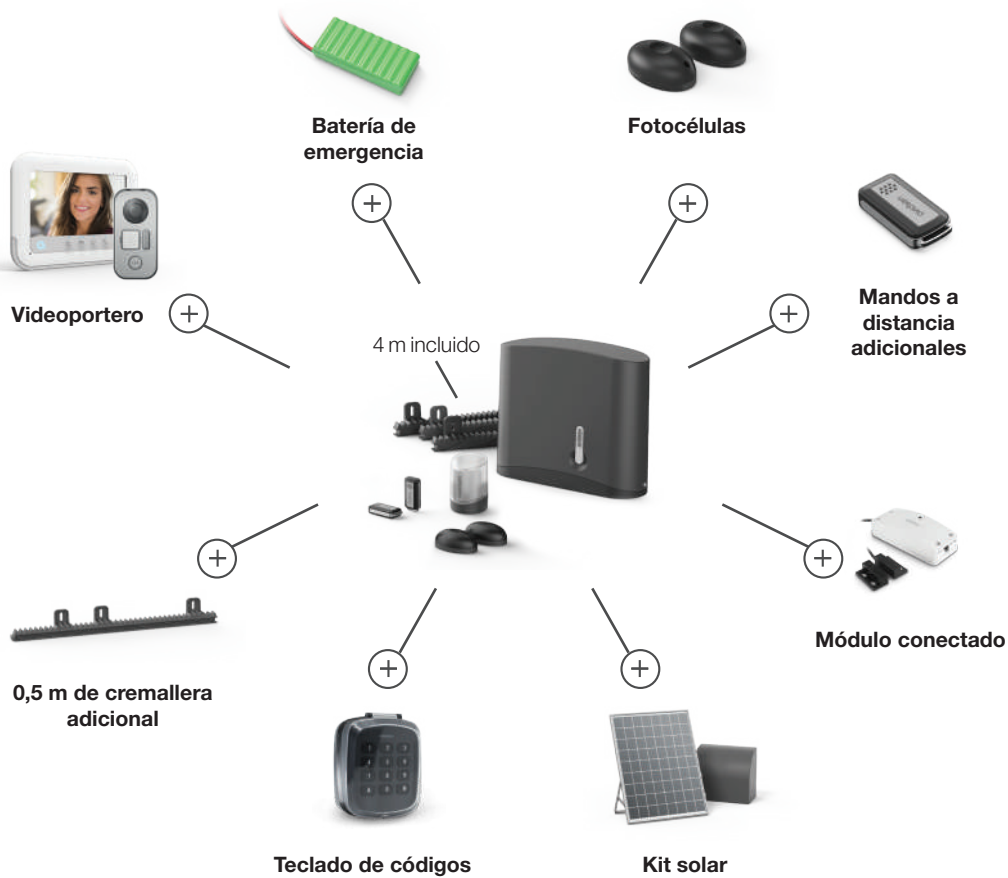 Batería de
emergencia
Fotocélulas
Videoportero
Mandos a
distancia
adicionales
4 m incluido
Módulo conectado
0,5 m de cremallera
adicional
Teclado de códigos
Kit solar